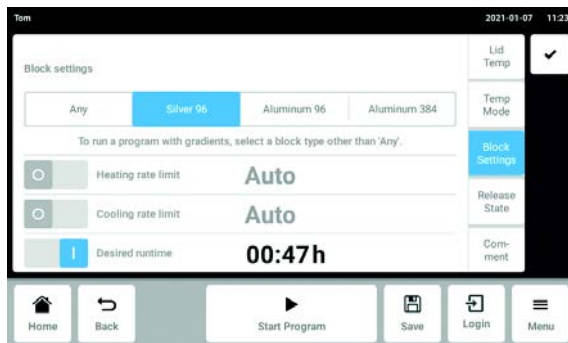 Tom
2021-01-07 11:23
Block settings
Any Silver 96 Aluminum 96 Aluminum 384
To run a program with gradients, select a block type other than 'Any'.
O Heating rate limit Auto
O Cooling rate limit Auto
I Desired runtime 00:47h
Lid
Temp
Temp
Mode
Block
Settings
Release
State
Com-
ment
Home
Back
Start Program
Save
Login
Menu